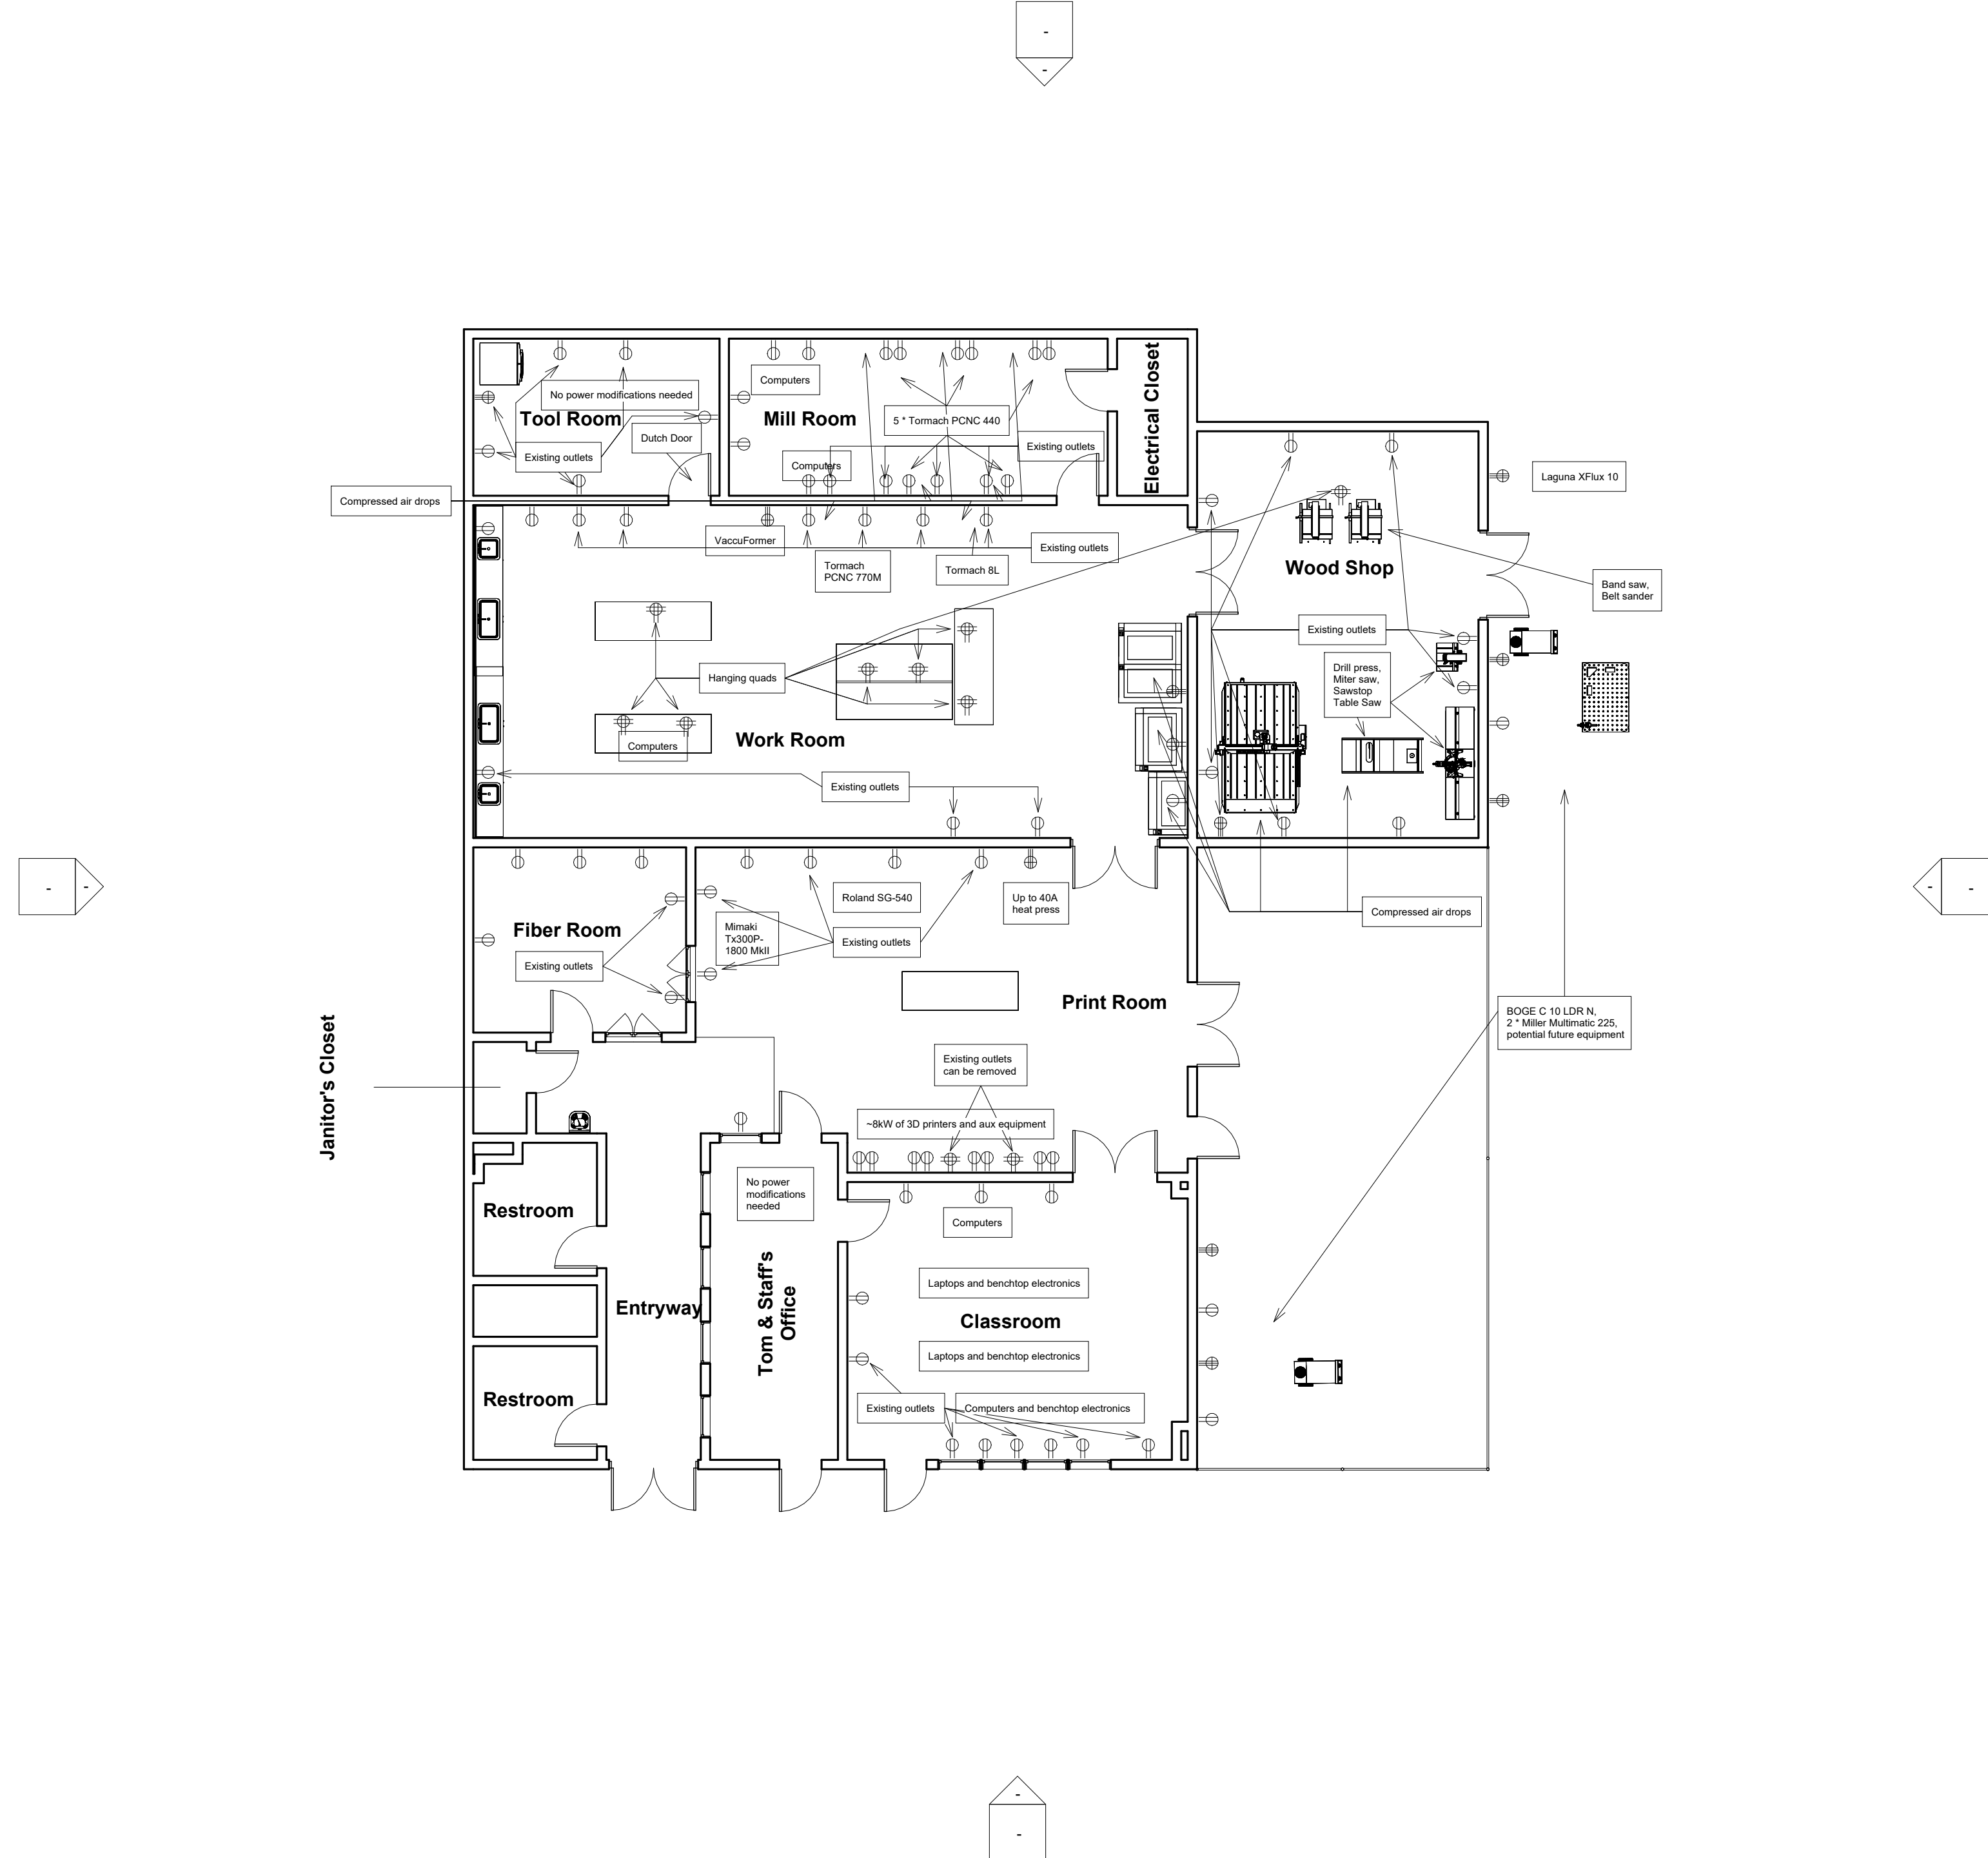 -
-
No power modifications needed
Tool Room
Dutch Door
Existing outlets
Compressed air drops
Computers
Mill Room
5 * Tormach PCNC 440
Existing outlets
Computers
Electrical Closet
Laguna XFlux 10
VaccuFormer
Tormach
PCNC 770M
Tormach 8L
Existing outlets
Wood Shop
Band saw,
Belt sander
Existing outlets
Drill press,
Miter saw,
Sawstop
Table Saw
Hanging quads
Computers
Work Room
Existing outlets
-
-
-
-
Roland SG-540
Up to 40A
heat press
Compressed air drops
Fiber Room
Mimaki
Tx300P-
1800 MkII
Existing outlets
Existing outlets
Print Room
BOGE C 10 LDR N,
2 * Miller Multimatic 225,
potential future equipment
Janitor's Closet
Existing outlets
can be removed
~8kW of 3D printers and aux equipment
No power
modifications
needed
Restroom
Computers
Laptops and benchtop electronics
Entryway
Tom & Staff's
Office
Classroom
Laptops and benchtop electronics
Restroom
Existing outlets
Computers and benchtop electronics
-
-